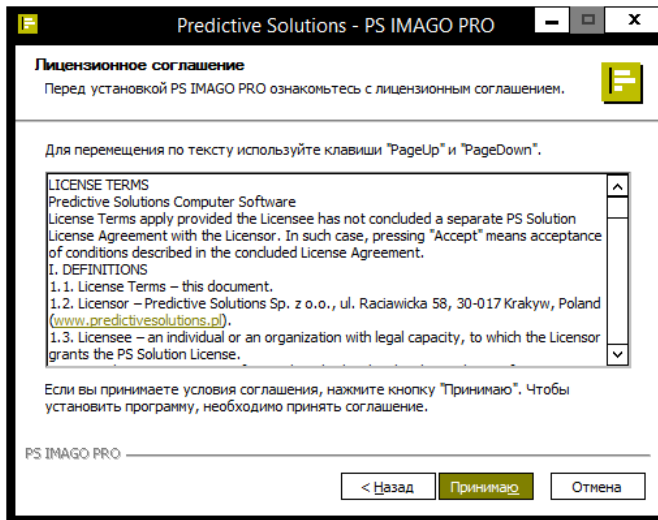 Predictive Solutions - PS IMAGO PRO
Лицензионное соглашение
Перед установкой PS IMAGO PRO ознакомьтесь с лицензионным соглашением.
Для перемещения по тексту используйте клавиши "PageUp" и "PageDown".
LICENSE TERMS
Predictive Solutions Computer Software
License Terms apply provided the Licensee has not concluded a separate PS Solution
License Agreement with the Licensor. In such case, pressing "Accept" means acceptance
of conditions described in the concluded License Agreement.
I. DEFINITIONS
1.1. License Terms – this document.
1.2. Licensor – Predictive Solutions Sp. z o.o., ul. Raciawicka 58, 30-017 Krakyw, Poland
(www.predictivesolutions.pl).
1.3. Licensee – an individual or an organization with legal capacity, to which the Licensor
grants the PS Solution License.
Если вы принимаете условия соглашения, нажмите кнопку "Принимаю". Чтобы
установить программу, необходимо принять соглашение.
PS IMAGO PRO
< Назад Принимаю Отмена